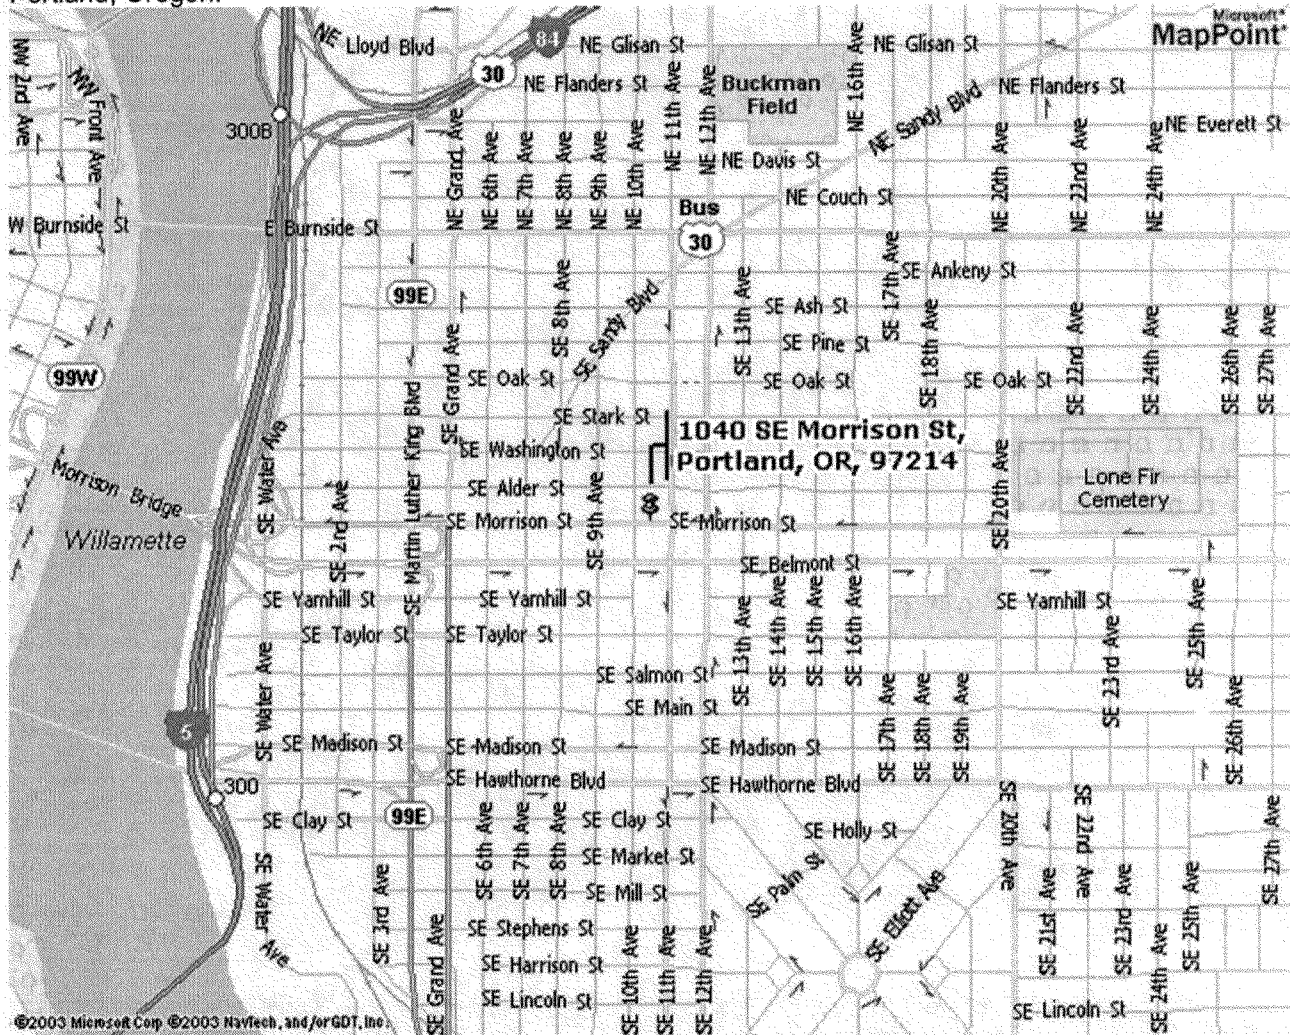 Portland, Oregon.
Microsoft®
MapPoint®
NE Lloyd Blvd
84
NE Glisan St
NE Glisan St
30
NE Flanders St
Buckman
Field
NE Flanders St
NW 2nd Ave
NW Front Ave
300B
NE Grand Ave
NE 6th Ave
NE 7th Ave
NE 8th Ave
NE 9th Ave
NE 10th Ave
NE 11th Ave
NE 12th Ave
NE 16th Ave
NE Sandy Blvd
NE Everett St
NE Davis St
NE Couch St
NE 20th Ave
NE 22nd Ave
NE 24th Ave
W Burnside St
E Burnside St
Bus
30
99E
SE 8th Ave
SE Sandy Blvd
SE 13th Ave
SE Ankeny St
SE 17th Ave
SE Ash St
SE Pine St
SE 18th Ave
SE 22nd Ave
SE 24th Ave
SE 26th Ave
SE 27th Ave
99W
SE Grand Ave
SE Oak St
SE Oak St
SE Oak St
SE Martin Luther King Blvd
SE Stark St
1040 SE Morrison St,
Portland, OR, 97214
SE Washington St
Morrison Bridge
SE Water Ave
SE 2nd Ave
SE Alder St
SE 9th Ave
SE 20th Ave
Lone Fir
Cemetery
SE Morrison St
SE Morrison St
Willamette
SE Belmont St
SE Yamhill St
SE Yamhill St
SE Yamhill St
SE Taylor St
SE Taylor St
SE 13th Ave
SE 14th Ave
SE 15th Ave
SE 16th Ave
SE 23rd Ave
SE 25th Ave
SE Water Ave
SE Salmon St
SE Main St
SE 17th Ave
SE 18th Ave
SE 19th Ave
SE 26th Ave
5
SE Madison St
SE Madison St
SE Madison St
SE Hawthorne Blvd
SE Hawthorne Blvd
300
SE Clay St
99E
SE 6th Ave
SE 7th Ave
SE 8th Ave
SE Clay St
SE Holly St
SE 20th Ave
SE 22nd Ave
SE 27th Ave
SE Market St
SE Mill St
SE Palm St
SE Elliott Ave
SE Water Ave
SE 3rd Ave
SE Grand Ave
SE Stephens St
SE Harrison St
SE Lincoln St
SE 10th Ave
SE 11th Ave
SE 12th Ave
SE 21st Ave
SE 23rd Ave
SE 24th Ave
SE 25th Ave
SE Lincoln St
©2003 Microsoft Corp ©2003 NavTech, and/or GDT, Inc.